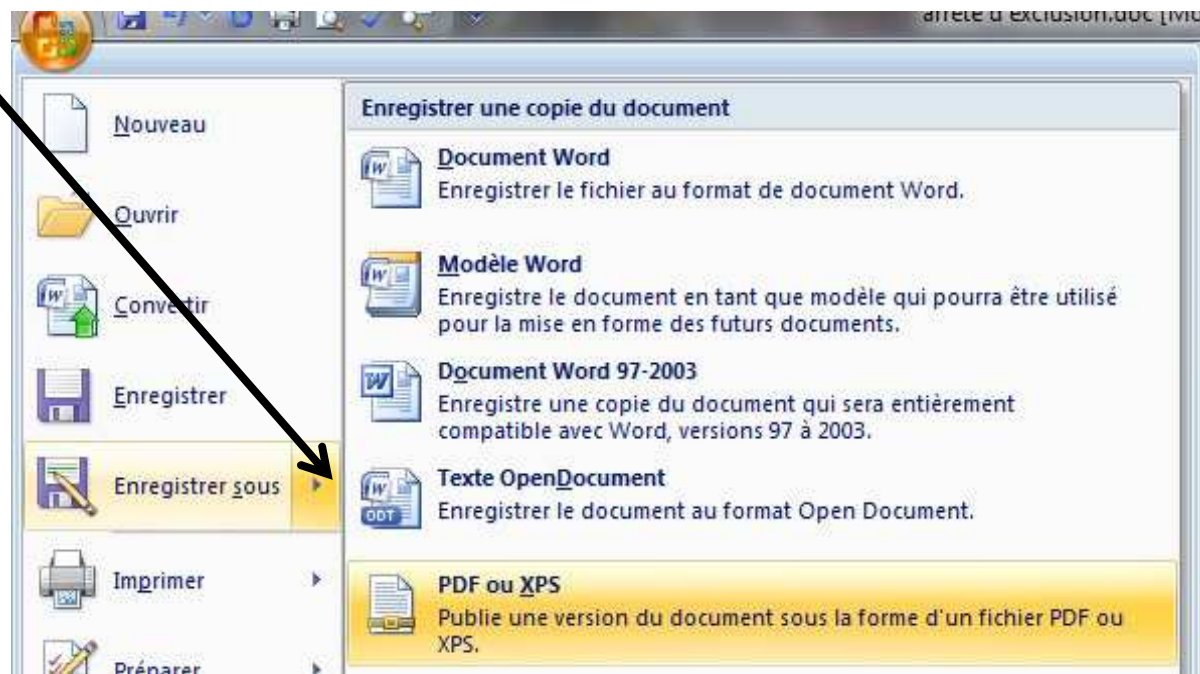 arrete d'exclusion.doc [Mo
Nouveau
Ouvrir
Convertir
Enregistrer
Enregistrer sous
Imprimer
Préparer
Enregistrer une copie du document
Document Word
Enregistrer le fichier au format de document Word.
Modèle Word
Enregistre le document en tant que modèle qui pourra être utilisé
pour la mise en forme des futurs documents.
Document Word 97-2003
Enregistre une copie du document qui sera entièrement
compatible avec Word, versions 97 à 2003.
Texte OpenDocument
Enregistrer le document au format Open Document.
PDF ou XPS
Publie une version du document sous la forme d'un fichier PDF ou
XPS.